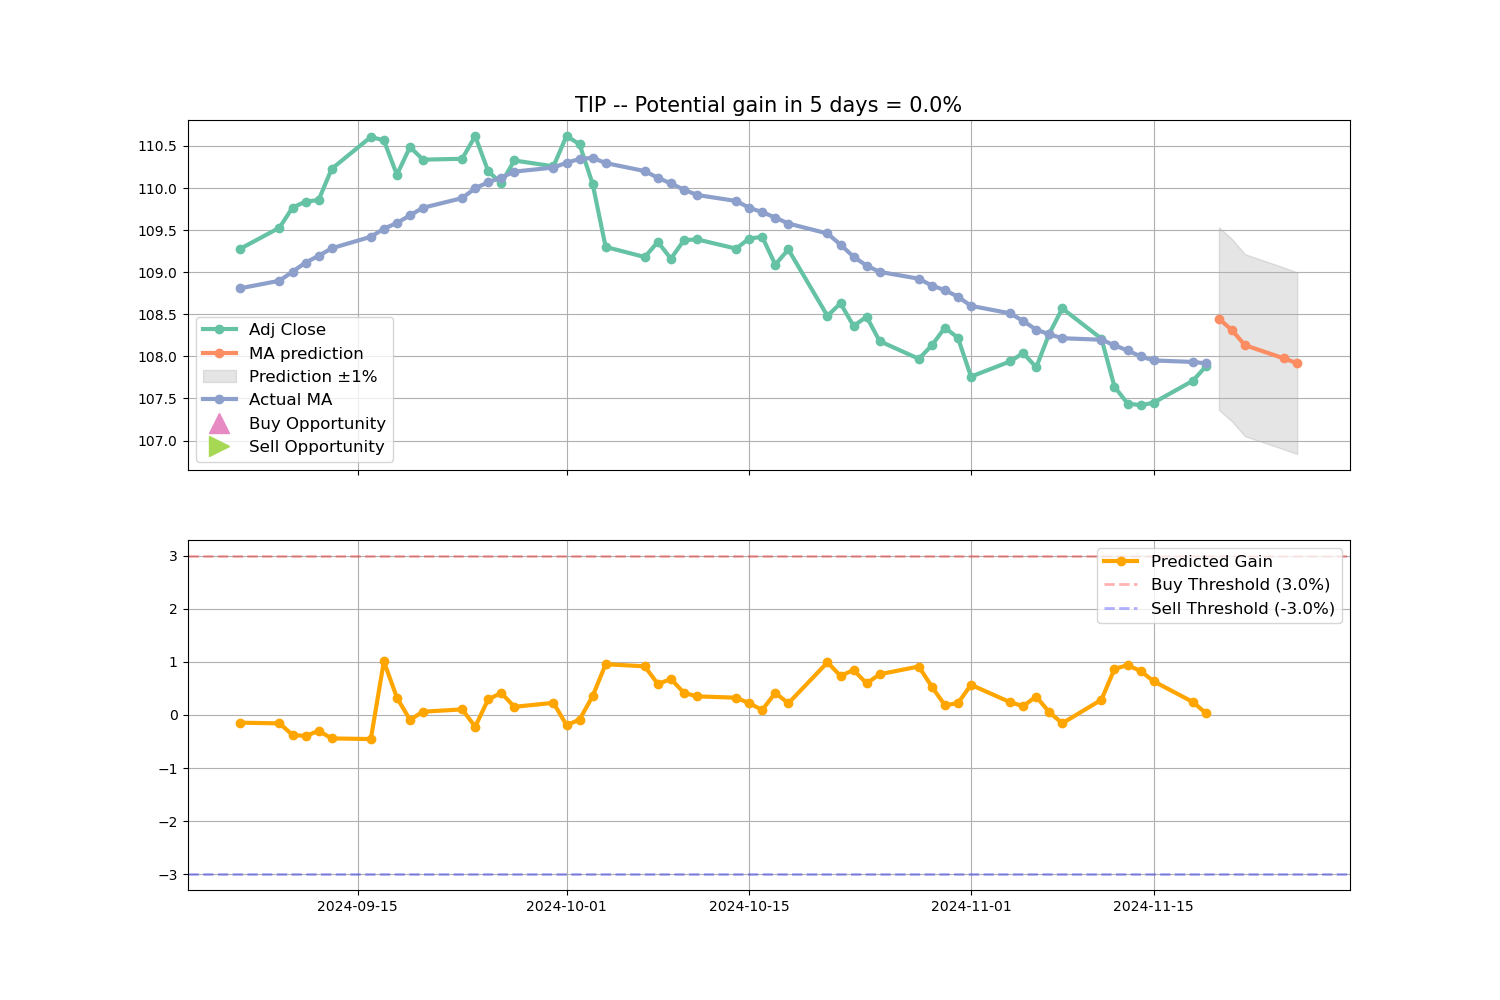 TIP -- Potential gain in 5 days = 0.0%
110.5
110.0
109.5
109.0
108.5
108.0
107.5
107.0
Adj Close
MA prediction
Prediction ±1%
Actual MA
Buy Opportunity
Sell Opportunity
3
2
1
0
−1
−2
−3
Predicted Gain
Buy Threshold (3.0%)
Sell Threshold (-3.0%)
2024-09-15 2024-10-01 2024-10-15 2024-11-01 2024-11-15